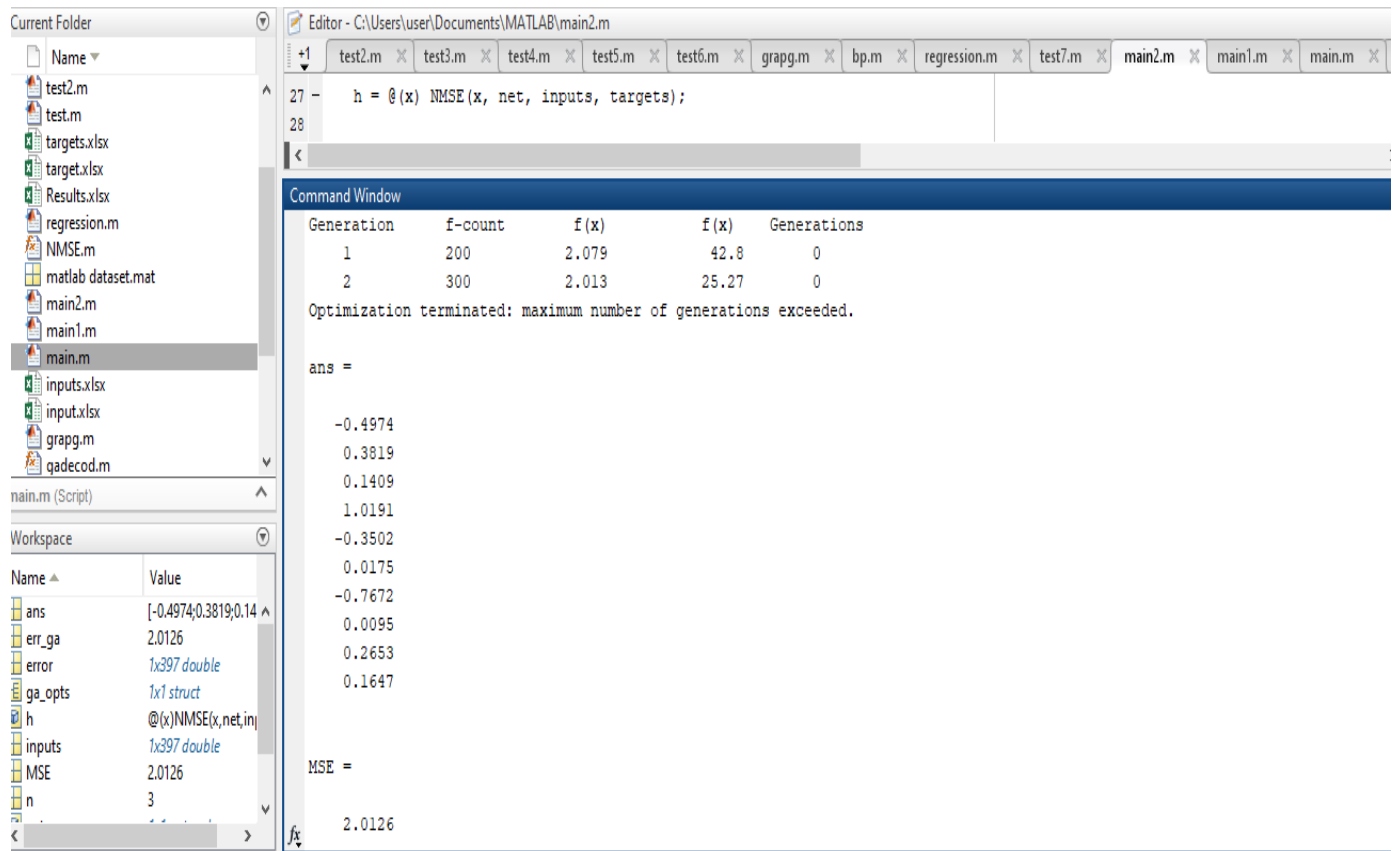 Current Folder
Name
test2.m
test.m
targets.xlsx
target.xlsx
Results.xlsx
regression.m
NMSE.m
matlab dataset.mat
main2.m
main1.m
main.m
inputs.xlsx
input.xlsx
grapg.m
main.m (Script)
Workspace
Name Value
ans [-0.4974;0.3819;0.14
err_ga 2.0126
error 1x397 double
ga_opts 1x1 struct
h @(x)NMSE(x,net,in
inputs 1x397 double
MSE 2.0126
n 3
Editor - C:\Users\user\Documents\MATLAB\main2.m
+1 test2.m test3.m test4.m test5.m test6.m grapg.m bp.m regression.m test7.m main2.m main1.m main.m
27 - h = @(x) NMSE(x, net, inputs, targets);
28
Command Window
Generation f-count f(x) f(x) Generations
1 200 2.079 42.8 0
2 300 2.013 25.27 0
Optimization terminated: maximum number of generations exceeded.
ans =
-0.4974
0.3819
0.1409
1.0191
-0.3502
0.0175
-0.7672
0.0095
0.2653
0.1647
MSE =
2.0126
fx